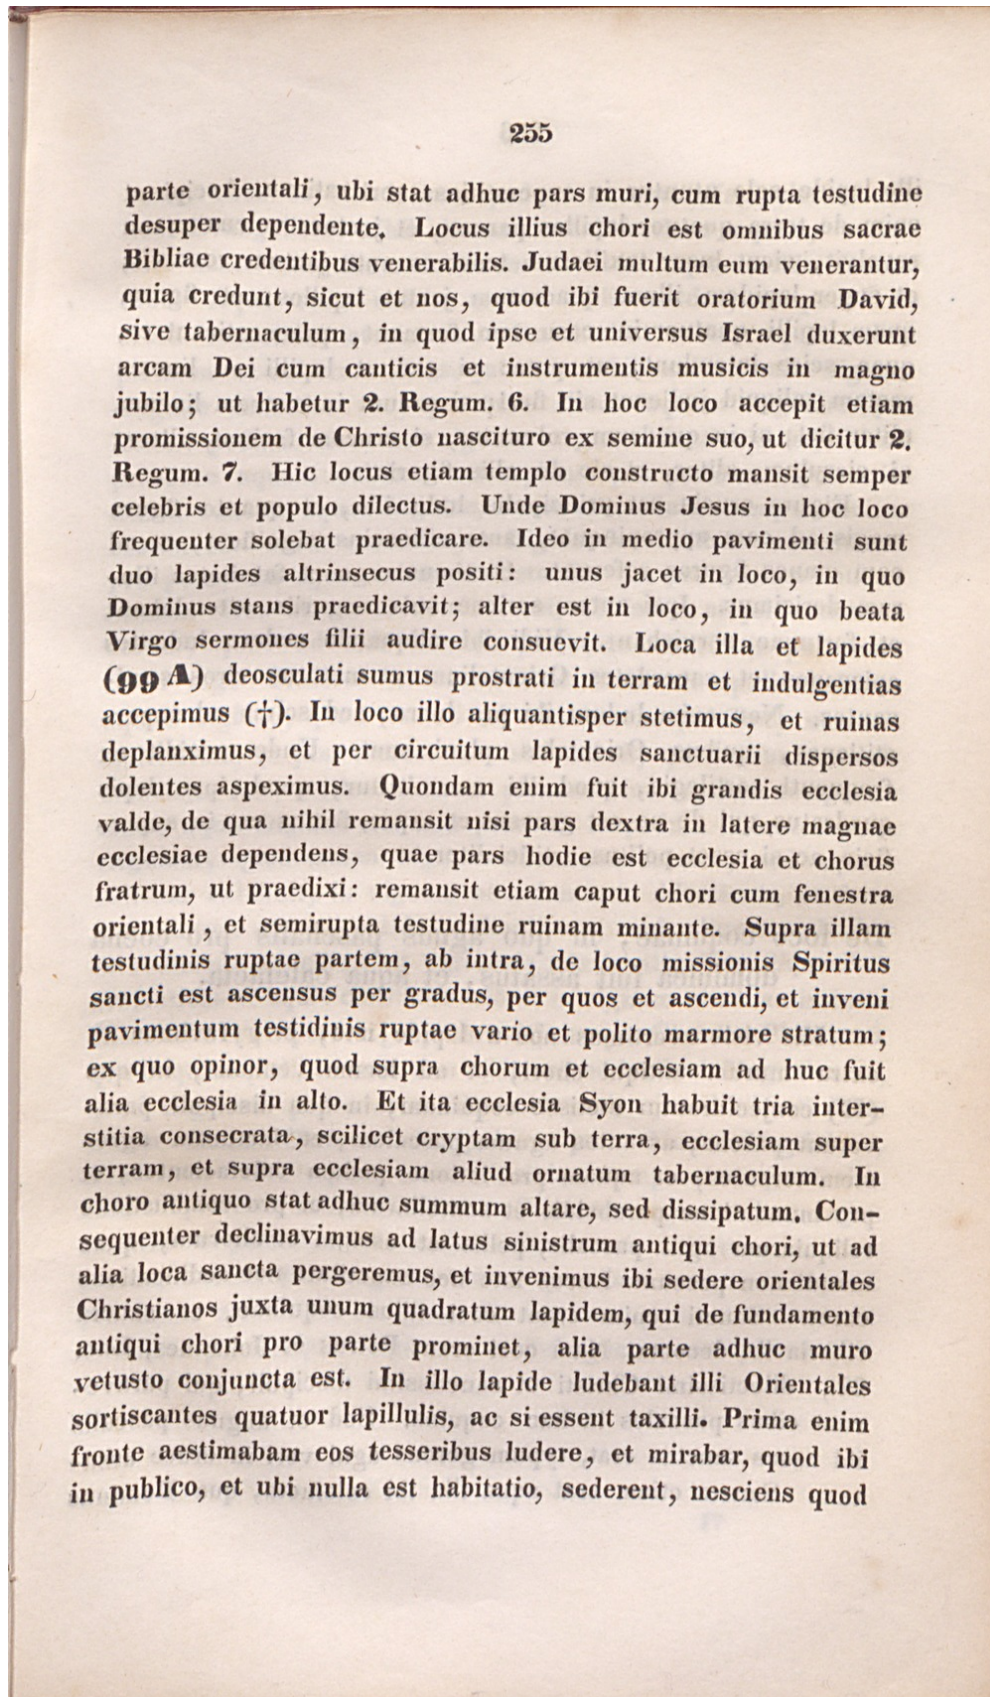 255
parte orientali, ubi stat adhuc pars muri, cum rupta testudine
desuper dependente. Locus illius chori est omnibus sacrae
Bibliae credentibus venerabilis. Judaei multum eum venerantur,
quia credunt, sicut et nos, quod ibi fuerit oratorium David,
sive tabernaculum, in quod ipse et universus Israel duxerunt
arcam Dei cum canticis et instrumentis musicis in magno
jubilo; ut habetur 2. Regum. 6. In hoc loco accepit etiam
promissionem de Christo nascituro ex semine suo, ut dicitur 2.
Regum. 7. Hic locus etiam templo constructo mansit semper
celebris et populo dilectus. Unde Dominus Jesus in hoc loco
frequenter solebat praedicare. Ideo in medio pavimenti sunt
duo lapides altrinsecus positi: unus jacet in loco, in quo
Dominus stans praedicavit; alter est in loco, in quo beata
Virgo sermones filii audire consuevit. Loca illa et lapides
(99 A) deosculati sumus prostrati in terram et indulgentias
accepimus (†). In loco illo aliquantisper stetimus, et ruinas
deplanximus, et per circuitum lapides sanctuarii dispersos
dolentes aspeximus. Quondam enim fuit ibi grandis ecclesia
valde, de qua nihil remansit nisi pars dextra in latere magnae
ecclesiae dependens, quae pars hodie est ecclesia et chorus
fratrum, ut praedixi: remansit etiam caput chori cum fenestra
orientali, et semirupta testudine ruinam minante. Supra illam
testudinis ruptae partem, ab intra, de loco missionis Spiritus
sancti est ascensus per gradus, per quos et ascendi, et inveni
pavimentum testidinis ruptae vario et polito marmore stratum;
ex quo opinor, quod supra chorum et ecclesiam ad huc fuit
alia ecclesia in alto. Et ita ecclesia Syon habuit tria inter-
stitia consecrata, scilicet cryptam sub terra, ecclesiam super
terram, et supra ecclesiam aliud ornatum tabernaculum. In
choro antiquo stat adhuc summum altare, sed dissipatum. Con-
sequenter declinavimus ad latus sinistrum antiqui chori, ut ad
alia loca sancta pergeremus, et invenimus ibi sedere orientales
Christianos juxta unum quadratum lapidem, qui de fundamento
antiqui chori pro parte prominet, alia parte adhuc muro
vetusto conjuncta est. In illo lapide ludebant illi Orientales
sortiscantes quatuor lapillulis, ac si essent taxilli. Prima enim
fronte aestimabam eos tesseribus ludere, et mirabar, quod ibi
in publico, et ubi nulla est habitatio, sederent, nesciens quod